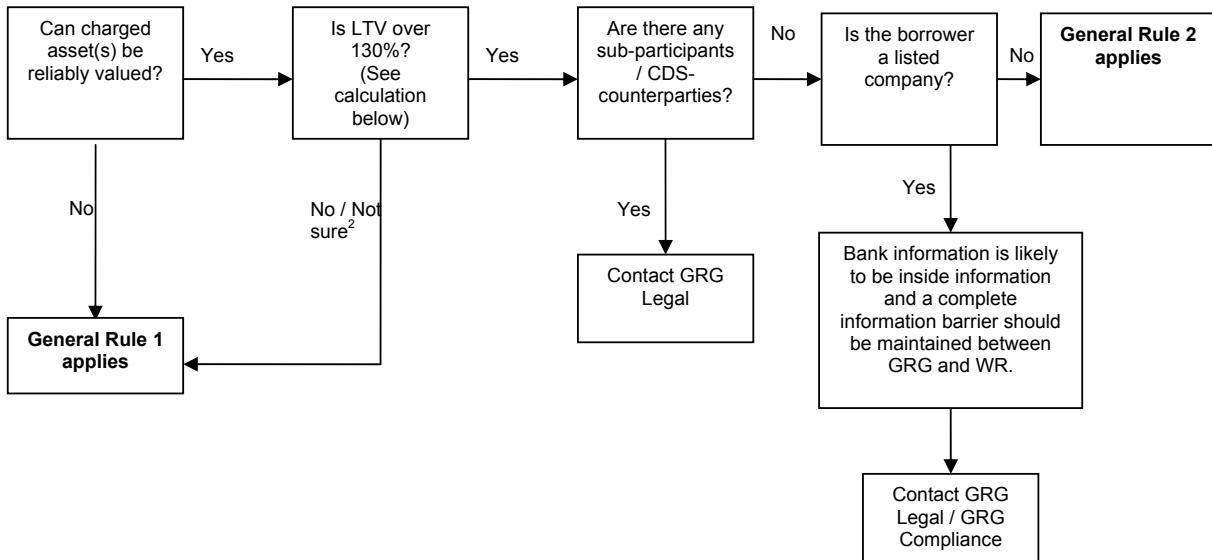 Can charged
asset(s) be
reliably valued?
Yes
Is LTV over
130%?
(See
calculation
below)
Yes
Are there any
sub-participants
/ CDS-
counterparties?
No
Is the borrower
a listed
company?
No
General Rule 2
applies
No
No / Not
sure2
Yes
Yes
General Rule 1
applies
Contact GRG
Legal
Bank information is likely
to be inside information
and a complete
information barrier should
be maintained between
GRG and WR.
Contact GRG
Legal / GRG
Compliance